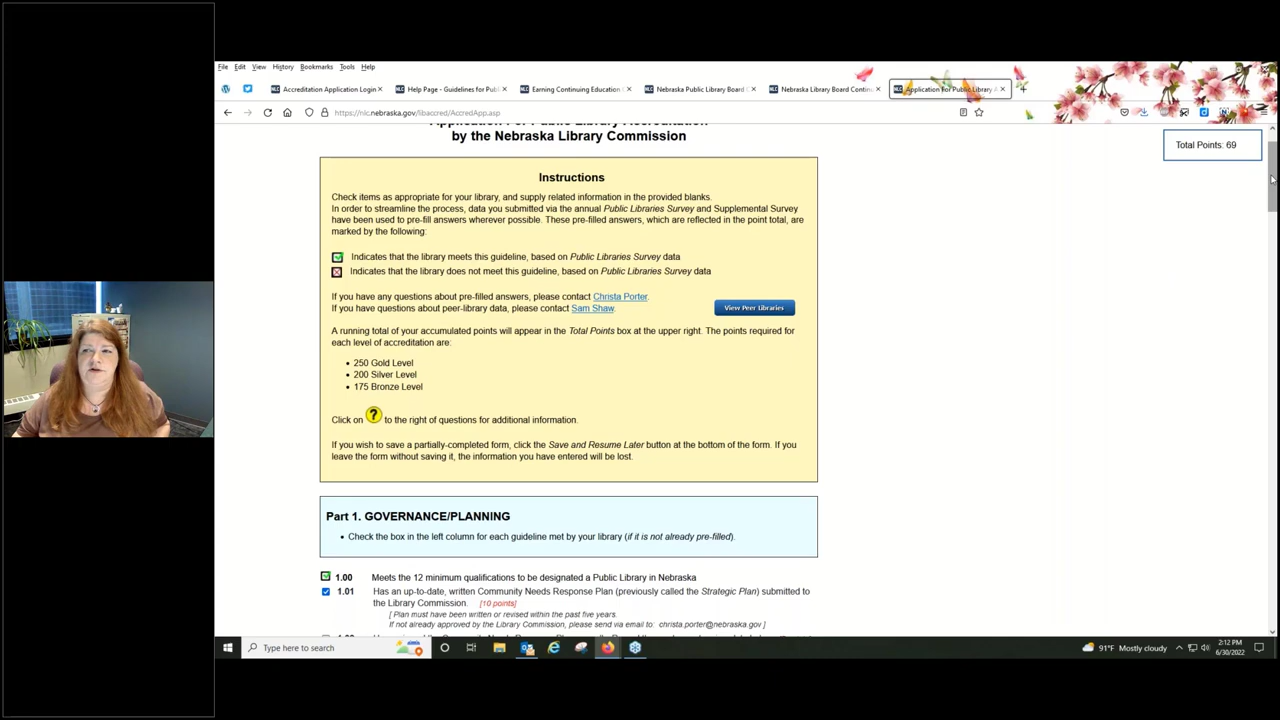 File Edit View History Bookmarks Tools Help
Accreditation Application Login
Help Page - Guidelines for Publ
Earning Continuing Education
Nebraska Public Library Board
Nebraska Library Board Contin
Application For Public Library A
https://nlc.nebraska.gov/libaccred/AccredApp.asp
Application For Public Library Accreditation
by the Nebraska Library Commission
Total Points: 69
Instructions
Check items as appropriate for your library, and supply related information in the provided blanks.
In order to streamline the process, data you submitted via the annual Public Libraries Survey and Supplemental Survey
have been used to pre-fill answers wherever possible. These pre-filled answers, which are reflected in the point total, are
marked by the following:
Indicates that the library meets this guideline, based on Public Libraries Survey data
Indicates that the library does not meet this guideline, based on Public Libraries Survey data
If you have any questions about pre-filled answers, please contact Christa Porter.
If you have questions about peer-library data, please contact Sam Shaw.
View Peer Libraries
A running total of your accumulated points will appear in the Total Points box at the upper right. The points required for
each level of accreditation are:
• 250 Gold Level
• 200 Silver Level
• 175 Bronze Level
Click on ? to the right of questions for additional information.
If you wish to save a partially-completed form, click the Save and Resume Later button at the bottom of the form. If you
leave the form without saving it, the information you have entered will be lost.
Part 1. GOVERNANCE/PLANNING
• Check the box in the left column for each guideline met by your library (if it is not already pre-filled).
1.00 Meets the 12 minimum qualifications to be designated a Public Library in Nebraska
1.01 Has an up-to-date, written Community Needs Response Plan (previously called the Strategic Plan) submitted to
the Library Commission. [10 points]
[ Plan must have been written or revised within the past five years.
If not already approved by the Library Commission, please send via email to: christa.porter@nebraska.gov ]
Type here to search
91°F Mostly cloudy
2:12 PM
6/30/2022